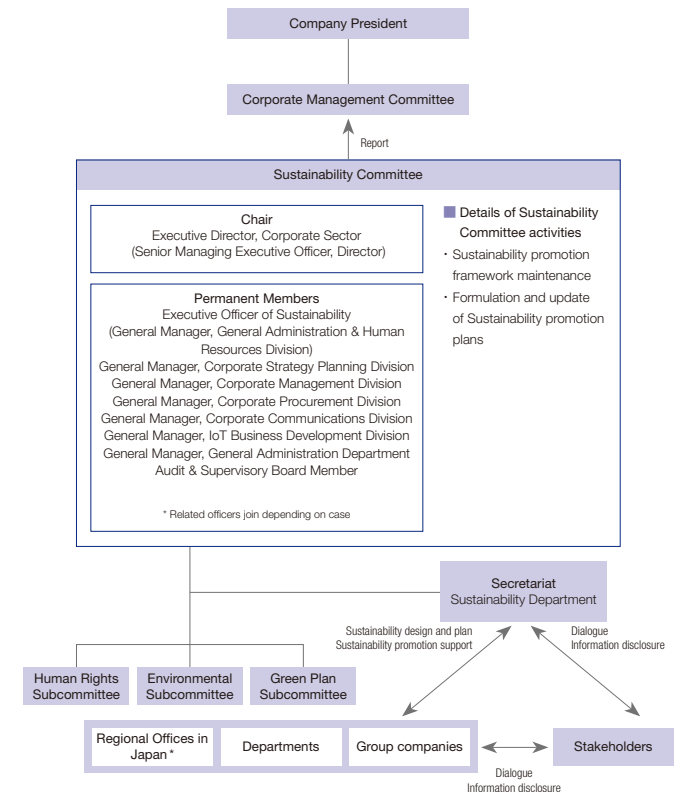 Company President
Corporate Management Committee
Report
Sustainability Committee
Chair
Executive Director, Corporate Sector
(Senior Managing Executive Officer, Director)
Permanent Members
Executive Officer of Sustainability
(General Manager, General Administration & Human
Resources Division)
General Manager, Corporate Strategy Planning Division
General Manager, Corporate Management Division
General Manager, Corporate Procurement Division
General Manager, Corporate Communications Division
General Manager, IoT Business Development Division
General Manager, General Administration Department
Audit & Supervisory Board Member
* Related officers join depending on case
Details of Sustainability
Committee activities
・Sustainability promotion
framework maintenance
・Formulation and update
of Sustainability promotion
plans
Secretariat
Sustainability Department
Sustainability design and plan
Sustainability promotion support
Dialogue
Information disclosure
Human Rights
Subcommittee
Environmental
Subcommittee
Green Plan
Subcommittee
Regional Offices in
Japan *
Departments
Group companies
Stakeholders
Dialogue
Information disclosure